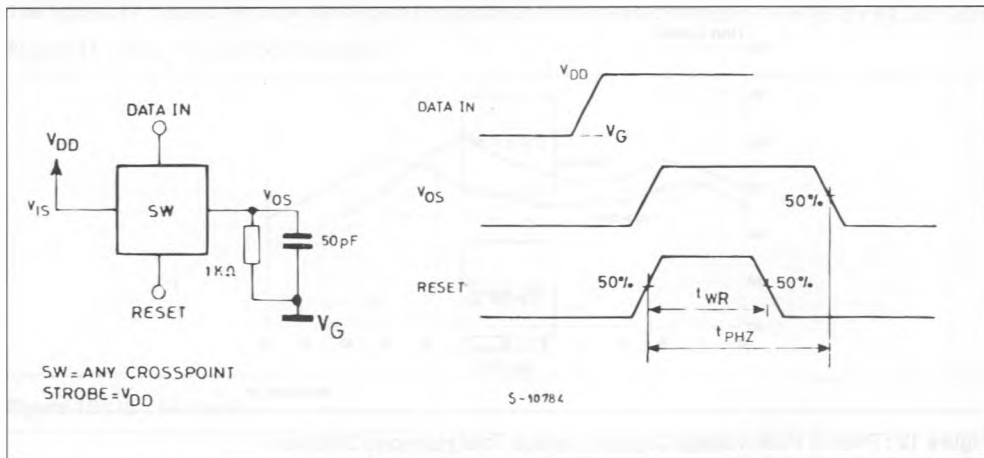 DATA IN
VDD
VIS
SW
VOS
50pF
1KΩ
RESET
VG
SW=ANY CROSSPOINT
STROBE=VDD
VDD
DATA IN
VG
VOS
50%
RESET
50%
50%
tWR
tPHZ
S-10784